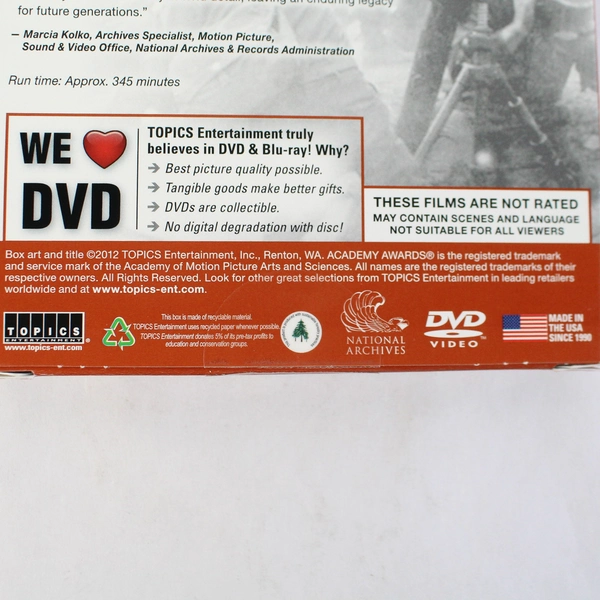 detail, leaving an enduring legacy
for future generations."
— Marcia Kolko, Archives Specialist, Motion Picture,
Sound & Video Office, National Archives & Records Administration
Run time: Approx. 345 minutes
WE
DVD
TOPICS Entertainment truly
believes in DVD & Blu-ray! Why?
→ Best picture quality possible.
→ Tangible goods make better gifts.
→ DVDs are collectible.
→ No digital degradation with disc!
THESE FILMS ARE NOT RATED
MAY CONTAIN SCENES AND LANGUAGE
NOT SUITABLE FOR ALL VIEWERS
Box art and title ©2012 TOPICS Entertainment, Inc., Renton, WA. ACADEMY AWARDS® is the registered trademark
and service mark of the Academy of Motion Picture Arts and Sciences. All names are the registered trademarks of their
respective owners. All Rights Reserved. Look for other great selections from TOPICS Entertainment in leading retailers
worldwide and at www.topics-ent.com.
TOPICS
ENTERTAINMENT
®
www.topics-ent.com
This box is made of recyclable material.
TOPICS Entertainment uses recycled paper whenever possible.
TOPICS Entertainment donates 5% of its pre-tax profits to
education and conservation groups.
NATIONAL
ARCHIVES
DVD
VIDEO™
MADE IN
THE USA
SINCE 1990